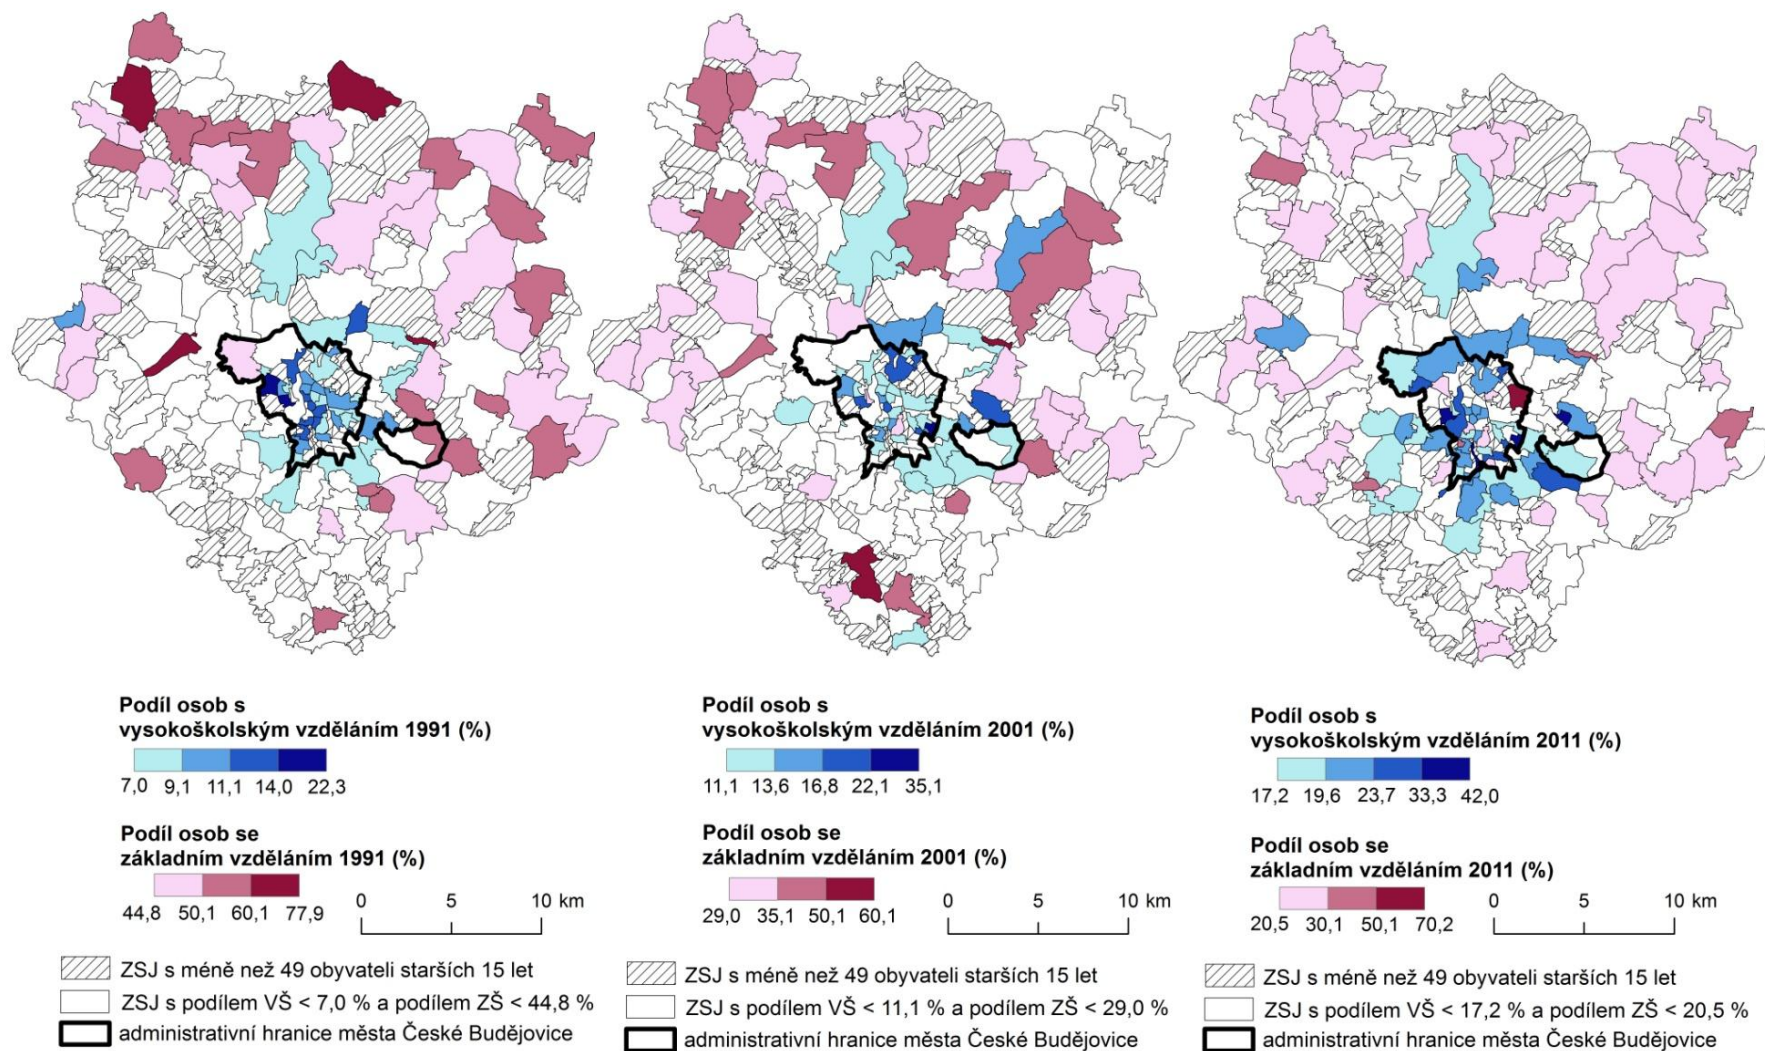 Podíl osob s
vysokoškolským vzděláním 1991 (%)
7,0 9,1 11,1 14,0 22,3
Podíl osob se
základním vzděláním 1991 (%)
44,8 50,1 60,1 77,9
0 5 10 km
ZSJ s méně než 49 obyvateli starších 15 let
ZSJ s podílem VŠ < 7,0 % a podílem ZŠ < 44,8 %
administrativní hranice města České Budějovice
Podíl osob s
vysokoškolským vzděláním 2001 (%)
11,1 13,6 16,8 22,1 35,1
Podíl osob se
základním vzděláním 2001 (%)
29,0 35,1 50,1 60,1
0 5 10 km
ZSJ s méně než 49 obyvateli starších 15 let
ZSJ s podílem VŠ < 11,1 % a podílem ZŠ < 29,0 %
administrativní hranice města České Budějovice
Podíl osob s
vysokoškolským vzděláním 2011 (%)
17,2 19,6 23,7 33,3 42,0
Podíl osob se
základním vzděláním 2011 (%)
20,5 30,1 50,1 70,2
0 5 10 km
ZSJ s méně než 49 obyvateli starších 15 let
ZSJ s podílem VŠ < 17,2 % a podílem ZŠ < 20,5 %
administrativní hranice města České Budějovice